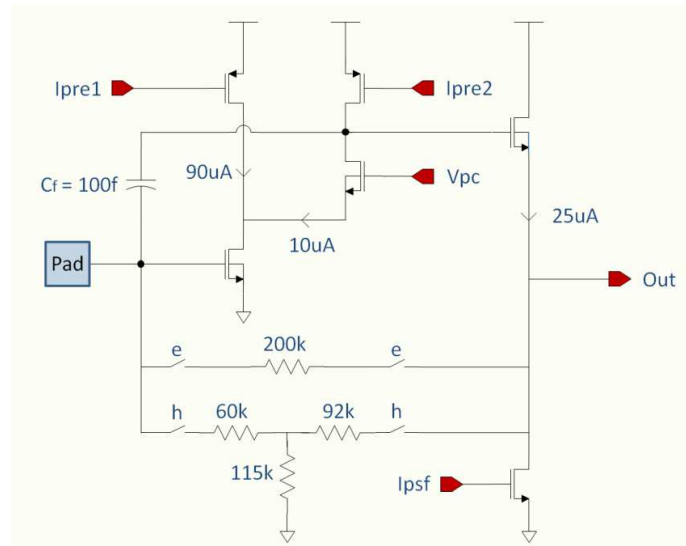 Ipre1
Ipre2
Cf = 100f
90uA
Vpc
10uA
25uA
Pad
Out
e
200k
e
h
60k
92k
h
115k
Ipsf